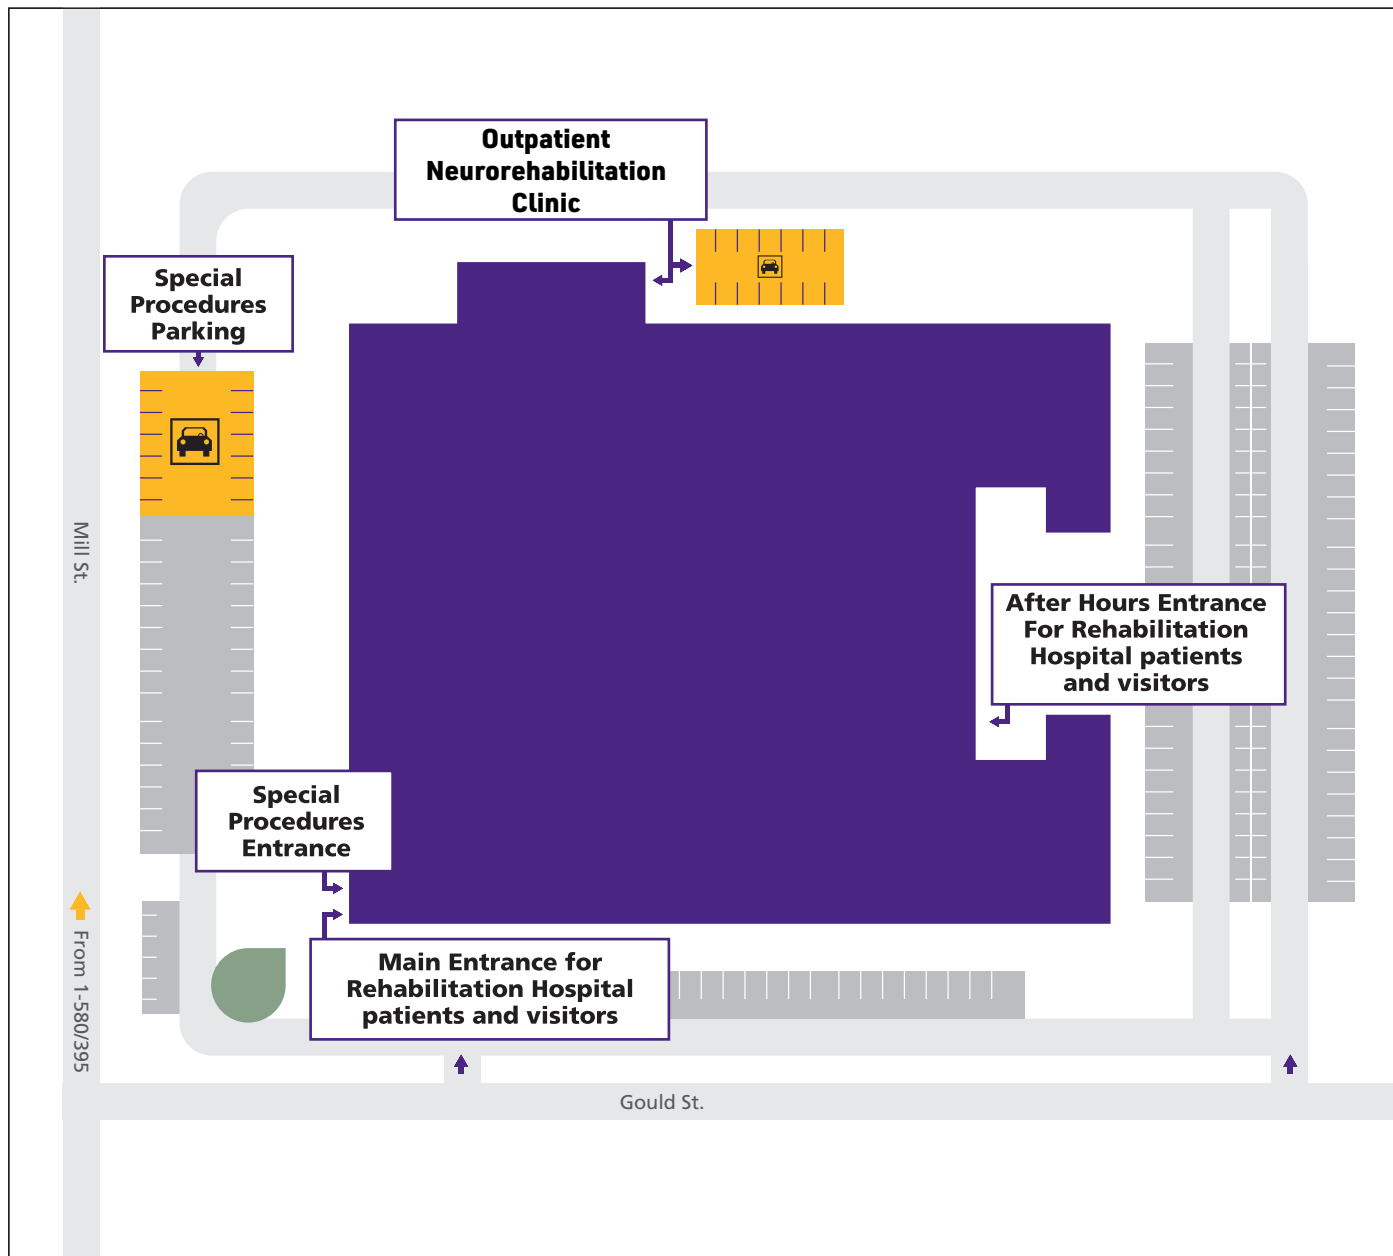 Outpatient
Neurorehabilitation
Clinic
Special
Procedures
Parking
Mill St.
After Hours Entrance
For Rehabilitation
Hospital patients
and visitors
Special
Procedures
Entrance
From 1-580/395
Main Entrance for
Rehabilitation Hospital
patients and visitors
Gould St.